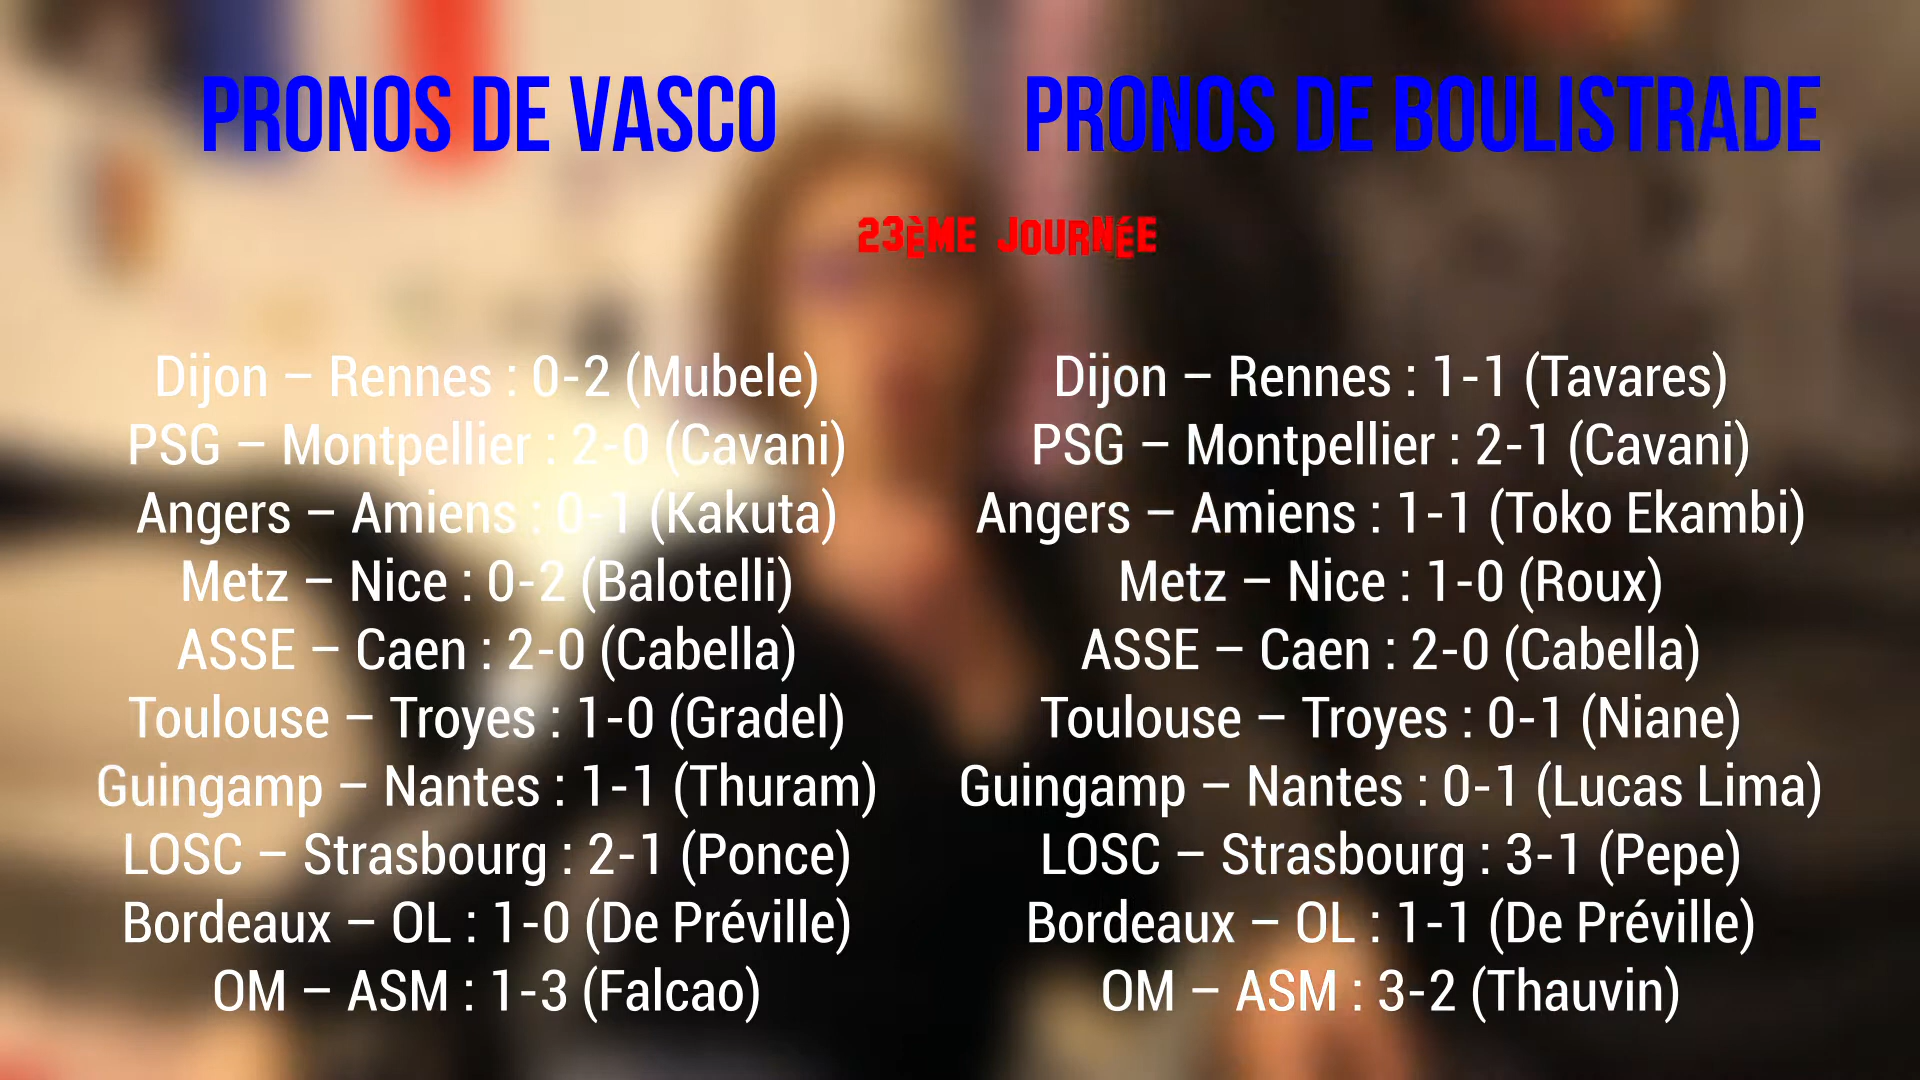 PRONOS DE VASCO
PRONOS DE BOULISTRADE
23ÈME JOURNÉE
Dijon – Rennes : 0-2 (Mubele)
PSG – Montpellier : 2-0 (Cavani)
Angers – Amiens : 0-1 (Kakuta)
Metz – Nice : 0-2 (Balotelli)
ASSE – Caen : 2-0 (Cabella)
Toulouse – Troyes : 1-0 (Gradel)
Guingamp – Nantes : 1-1 (Thuram)
LOSC – Strasbourg : 2-1 (Ponce)
Bordeaux – OL : 1-0 (De Préville)
OM – ASM : 1-3 (Falcao)
Dijon – Rennes : 1-1 (Tavares)
PSG – Montpellier : 2-1 (Cavani)
Angers – Amiens : 1-1 (Toko Ekambi)
Metz – Nice : 1-0 (Roux)
ASSE – Caen : 2-0 (Cabella)
Toulouse – Troyes : 0-1 (Niane)
Guingamp – Nantes : 0-1 (Lucas Lima)
LOSC – Strasbourg : 3-1 (Pepe)
Bordeaux – OL : 1-1 (De Préville)
OM – ASM : 3-2 (Thauvin)